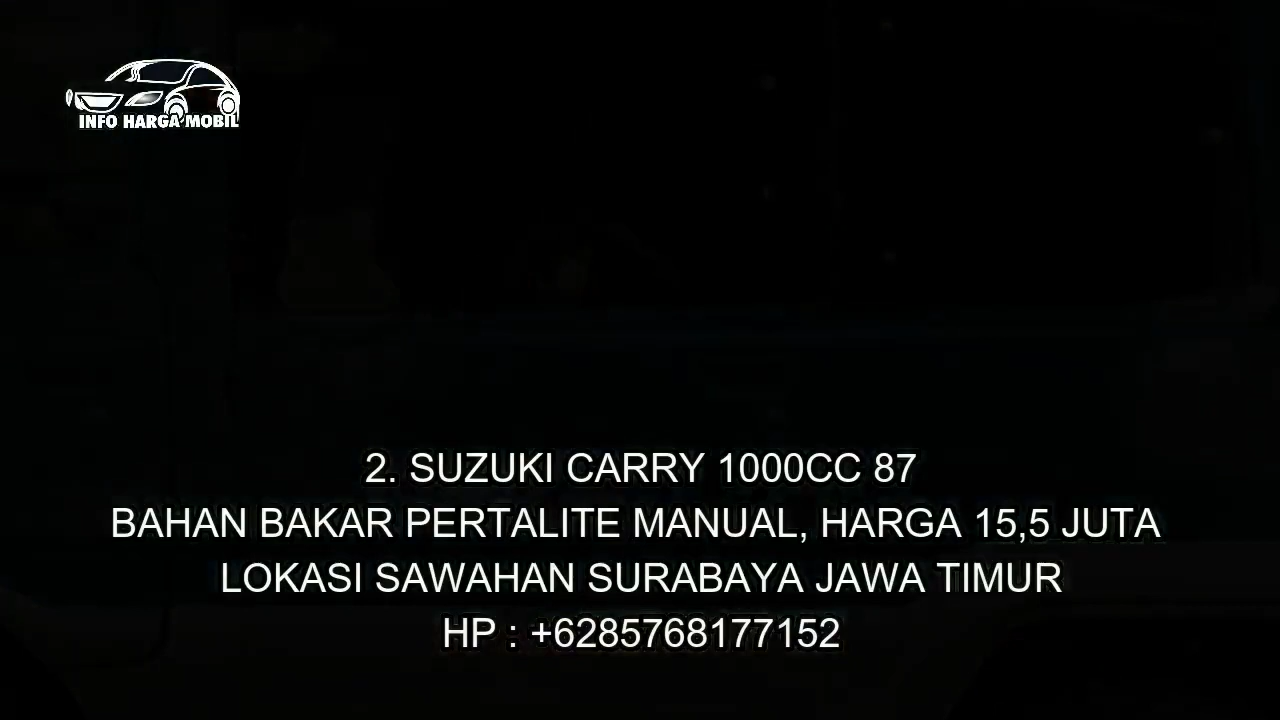 INFO HARGA MOBIL
2. SUZUKI CARRY 1000CC 87
BAHAN BAKAR PERTALITE MANUAL, HARGA 15,5 JUTA
LOKASI SAWAHAN SURABAYA JAWA TIMUR
HP : +6285768177152